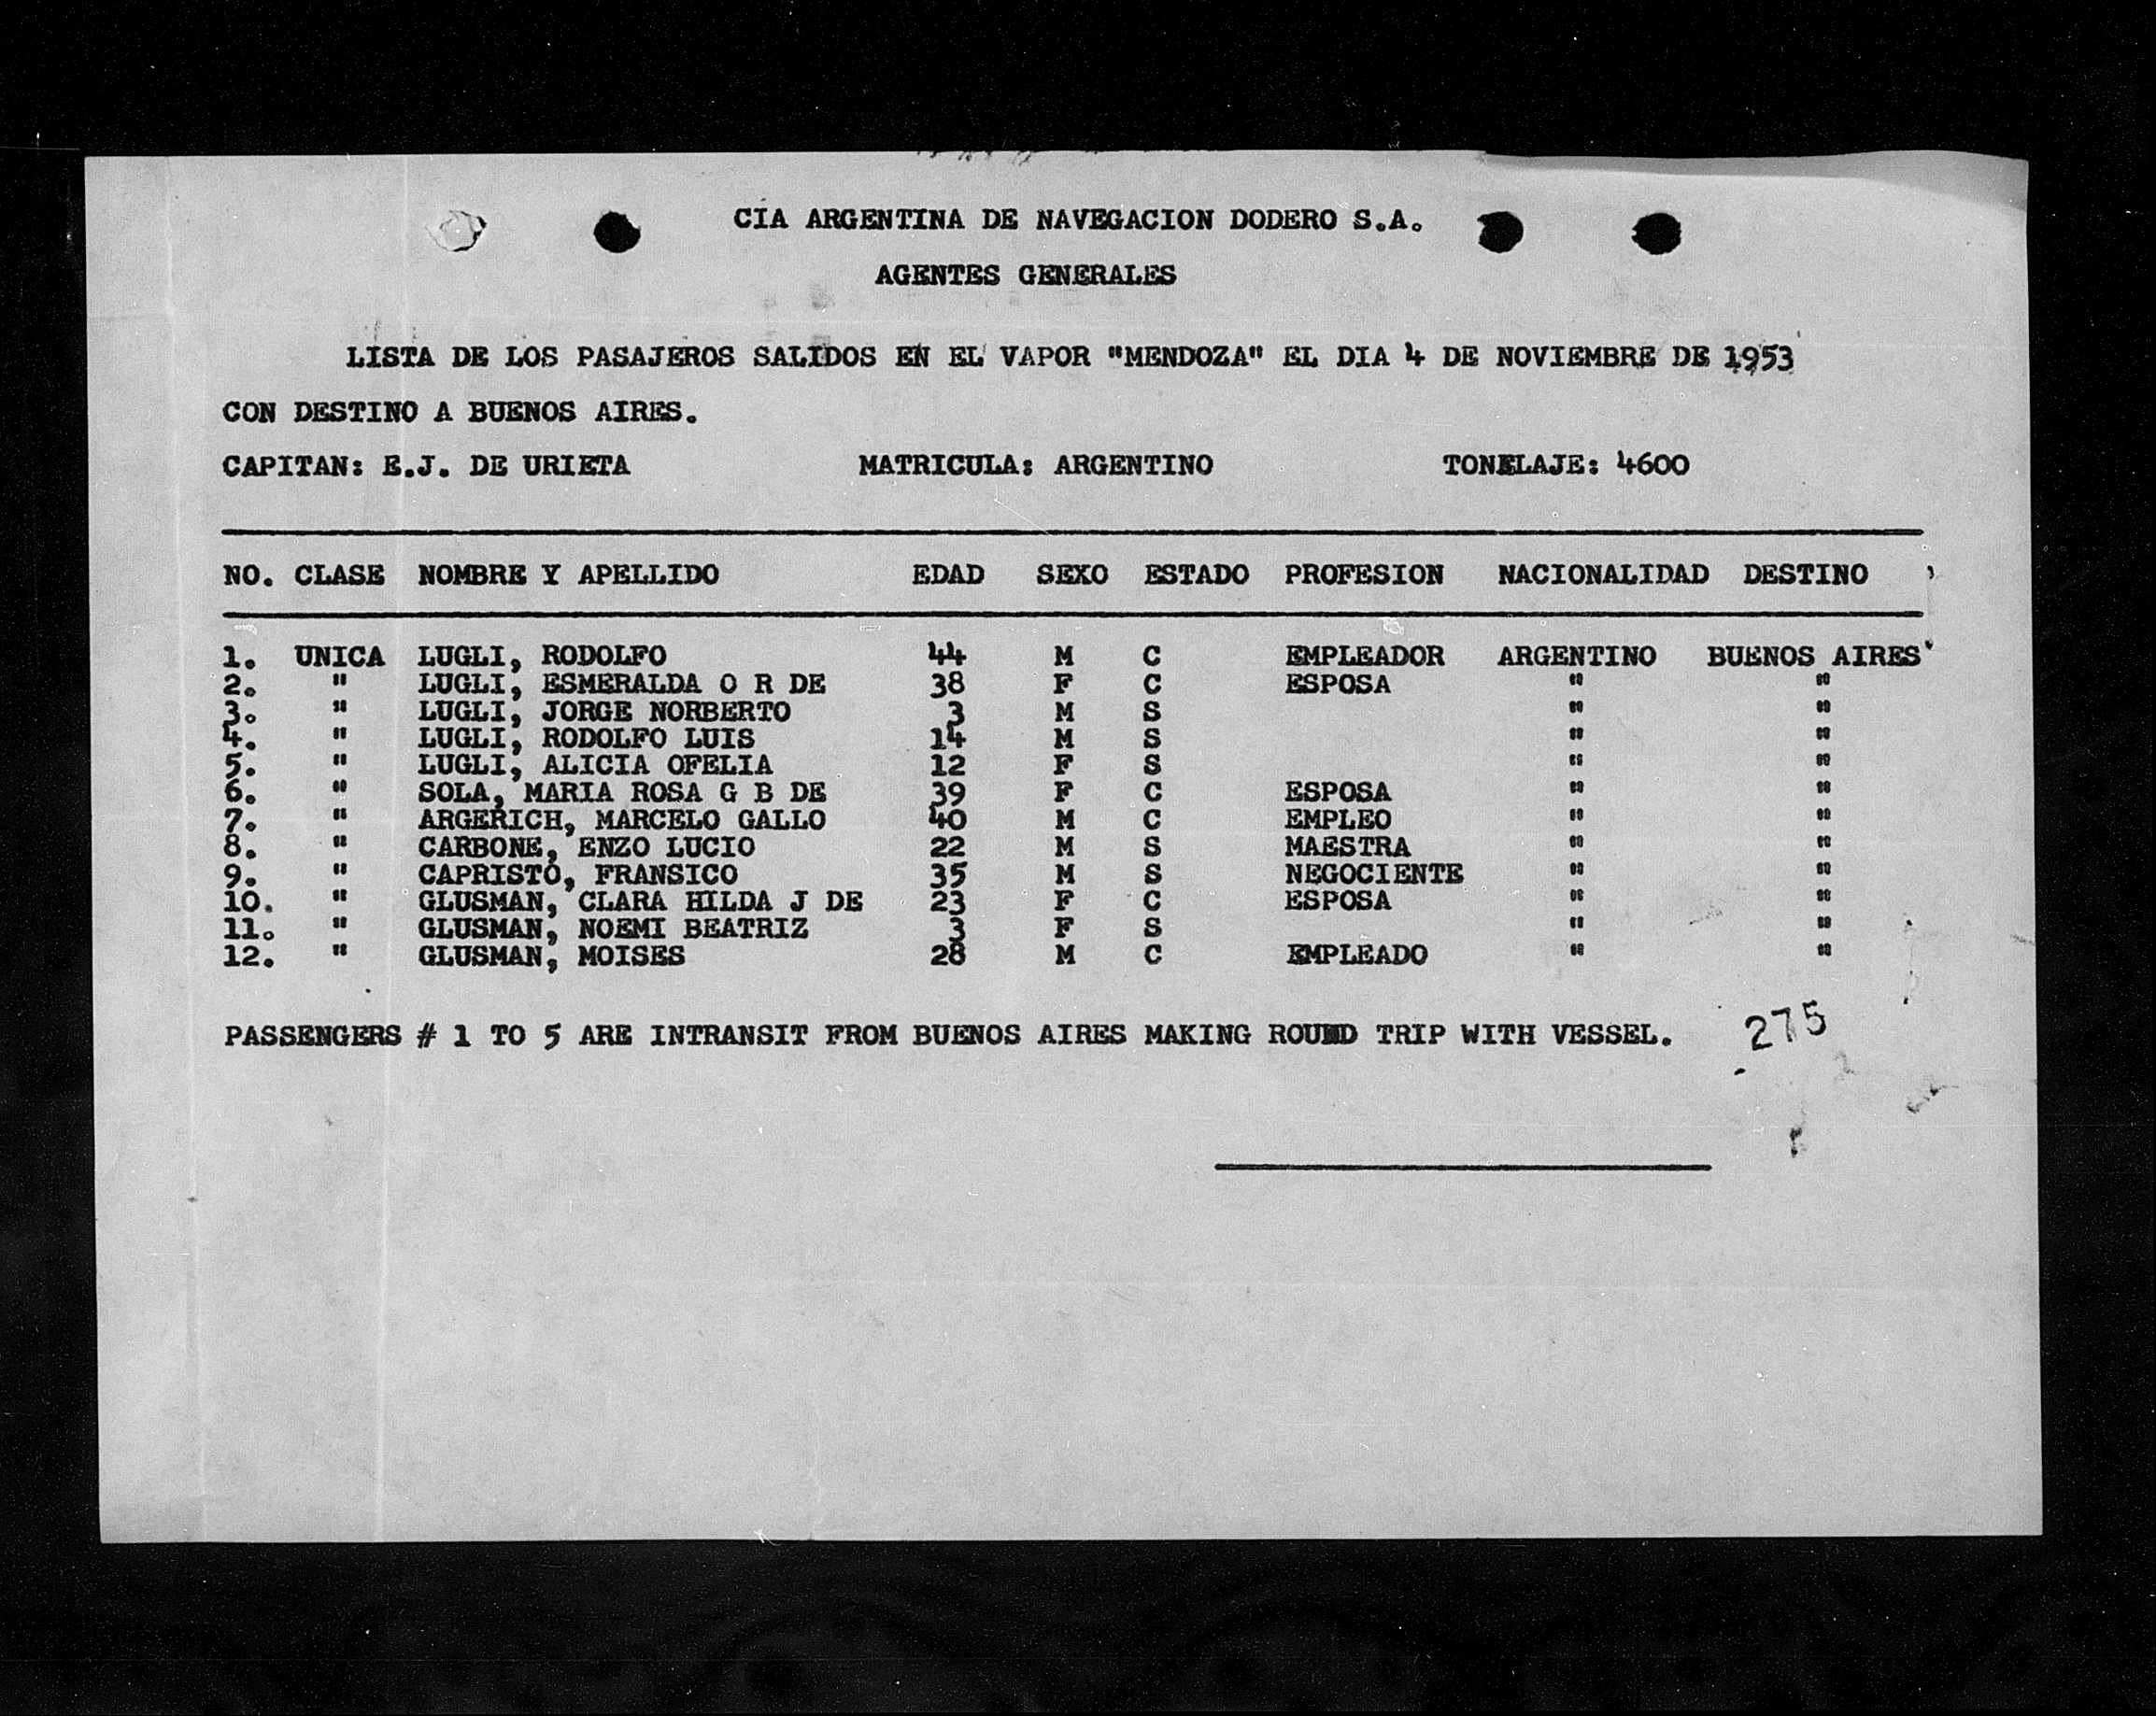 CIA ARGENTINA DE NAVEGACION DODERO S.A.
AGENTES GENERALES
LISTA DE LOS PASAJEROS SALIDOS EN EL VAPOR "MENDOZA" EL DIA 4 DE NOVIEMBRE DE 1953
CON DESTINO A BUENOS AIRES.
CAPITAN: E.J. DE URIETA MATRICULA: ARGENTINO TONELAJE: 4600
NO. CLASE NOMBRE Y APELLIDO EDAD SEXO ESTADO PROFESION NACIONALIDAD DESTINO
1. UNICA LUGLI, RODOLFO 44 M C EMPLEADOR ARGENTINO BUENOS AIRES
2. " LUGLI, ESMERALDA O R DE 38 F C ESPOSA " "
3. " LUGLI, JORGE NORBERTO 3 M S " "
4. " LUGLI, RODOLFO LUIS 14 M S " "
5. " LUGLI, ALICIA OFELIA 12 F S " "
6. " SOLA, MARIA ROSA G B DE 39 F C ESPOSA " "
7. " ARGERICH, MARCELO GALLO 40 M C EMPLEO " "
8. " CARBONE, ENZO LUCIO 22 M S MAESTRA " "
9. " CAPRISTO, FRANSICO 35 M S NEGOCIENTE " "
10. " GLUSMAN, CLARA HILDA J DE 23 F C ESPOSA " "
11. " GLUSMAN, NOEMI BEATRIZ 3 F S " "
12. " GLUSMAN, MOISES 28 M C EMPLEADO " "
PASSENGERS # 1 TO 5 ARE INTRANSIT FROM BUENOS AIRES MAKING ROUND TRIP WITH VESSEL. 275